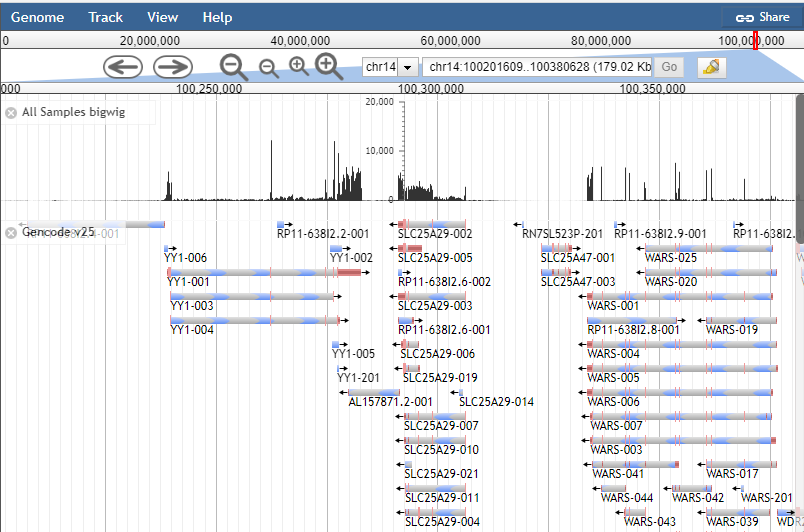 Genome Track View Help Share
0 20,000,000 40,000,000 60,000,000 80,000,000 100,000,000
chr14 chr14:100201609..100380628 (179.02 Kb Go
000 100,250,000 100,300,000 100,350,000
All Samples bigwig
20,000
10,000
0
Gencode v25
RP11-638I2.2-001 SLC25A29-002 RN7SL523P-201 RP11-638I2.9-001 RP11-638I2.
YY1-006 YY1-002 SLC25A29-005 SLC25A47-001 WARS-025
YY1-001 RP11-638I2.6-002 SLC25A47-003 WARS-020
YY1-003 SLC25A29-003 WARS-001
YY1-004 RP11-638I2.6-001 RP11-638I2.8-001 WARS-019
YY1-005 SLC25A29-006 WARS-004
YY1-201 SLC25A29-019 WARS-005
AL157871.2-001 SLC25A29-014 WARS-006
SLC25A29-007 WARS-007
SLC25A29-010 WARS-003
SLC25A29-021 WARS-041 WARS-017
SLC25A29-011 WARS-044 WARS-042 WARS-201
SLC25A29-004 WARS-043 WARS-039